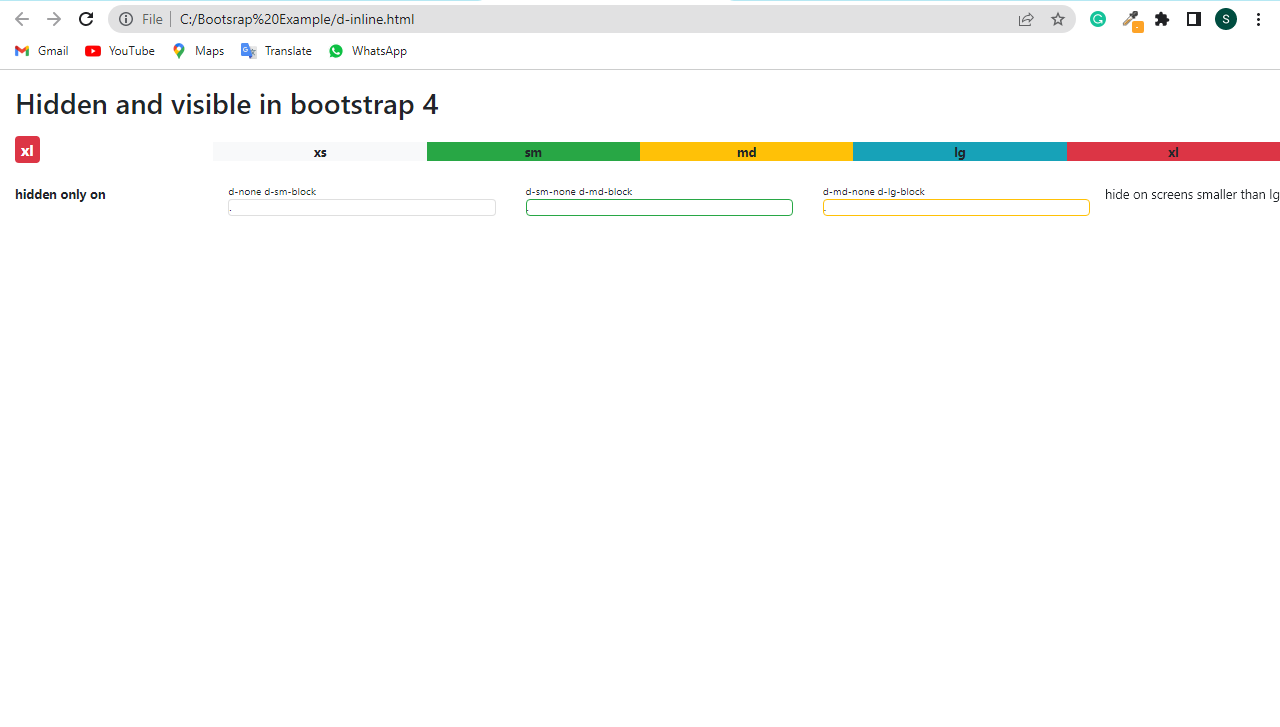 File C:/Bootsrap%20Example/d-inline.html S
Gmail YouTube Maps Translate WhatsApp
Hidden and visible in bootstrap 4
xl xs sm md lg xl
hidden only on d-none d-sm-block d-sm-none d-md-block d-md-none d-lg-block hide on screens smaller than lg
. . .